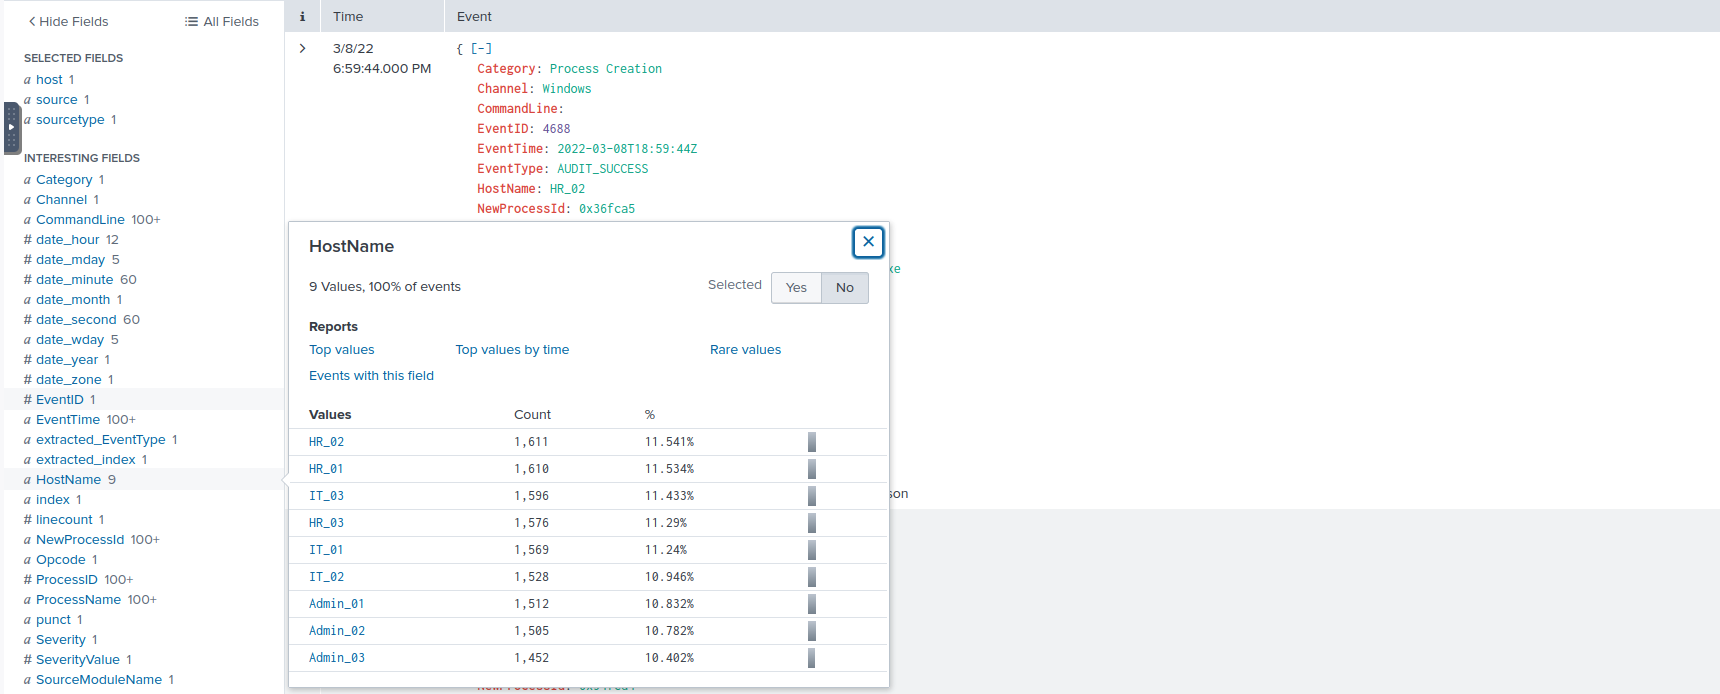 Hide Fields
All Fields
SELECTED FIELDS
a host 1
a source 1
a sourcetype 1
INTERESTING FIELDS
a Category 1
a Channel 1
a CommandLine 100+
# date_hour 12
# date_mday 5
# date_minute 60
a date_month 1
# date_second 60
a date_wday 5
# date_year 1
# date_zone 1
# EventID 1
a EventTime 100+
a extracted_EventType 1
a extracted_index 1
a HostName 9
a index 1
# linecount 1
a NewProcessId 100+
a Opcode 1
# ProcessID 100+
a ProcessName 100+
a punct 1
a Severity 1
# SeverityValue 1
a SourceModuleName 1
i Time Event
3/8/22
6:59:44.000 PM
{ [-]
Category: Process Creation
Channel: Windows
CommandLine:
EventID: 4688
EventTime: 2022-03-08T18:59:44Z
EventType: AUDIT_SUCCESS
HostName: HR_02
NewProcessId: 0x36fca5
HostName
9 Values, 100% of events
Selected Yes No
Reports
Top values Top values by time Rare values
Events with this field
Values Count %
HR_02 1,611 11.541%
HR_01 1,610 11.534%
IT_03 1,596 11.433%
HR_03 1,576 11.29%
IT_01 1,569 11.24%
IT_02 1,528 10.946%
Admin_01 1,512 10.832%
Admin_02 1,505 10.782%
Admin_03 1,452 10.402%